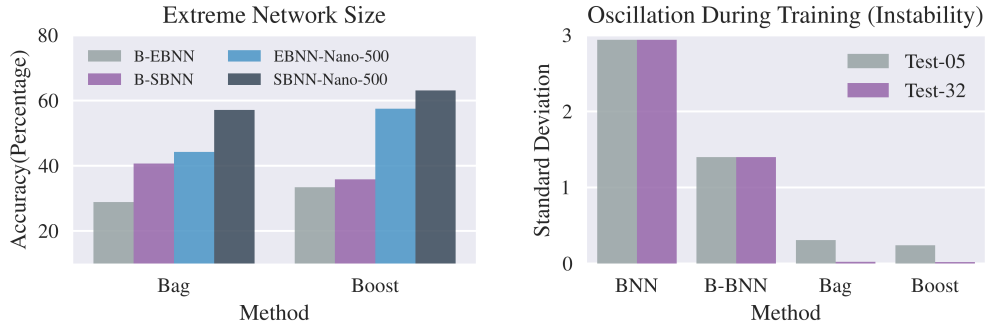 Extreme Network Size
80
60
40
20
Accuracy(Percentage)
B-EBNN
B-SBNN
EBNN-Nano-500
SBNN-Nano-500
Bag
Boost
Method
Oscillation During Training (Instability)
3
2
1
0
Standard Deviation
Test-05
Test-32
BNN
B-BNN
Bag
Boost
Method